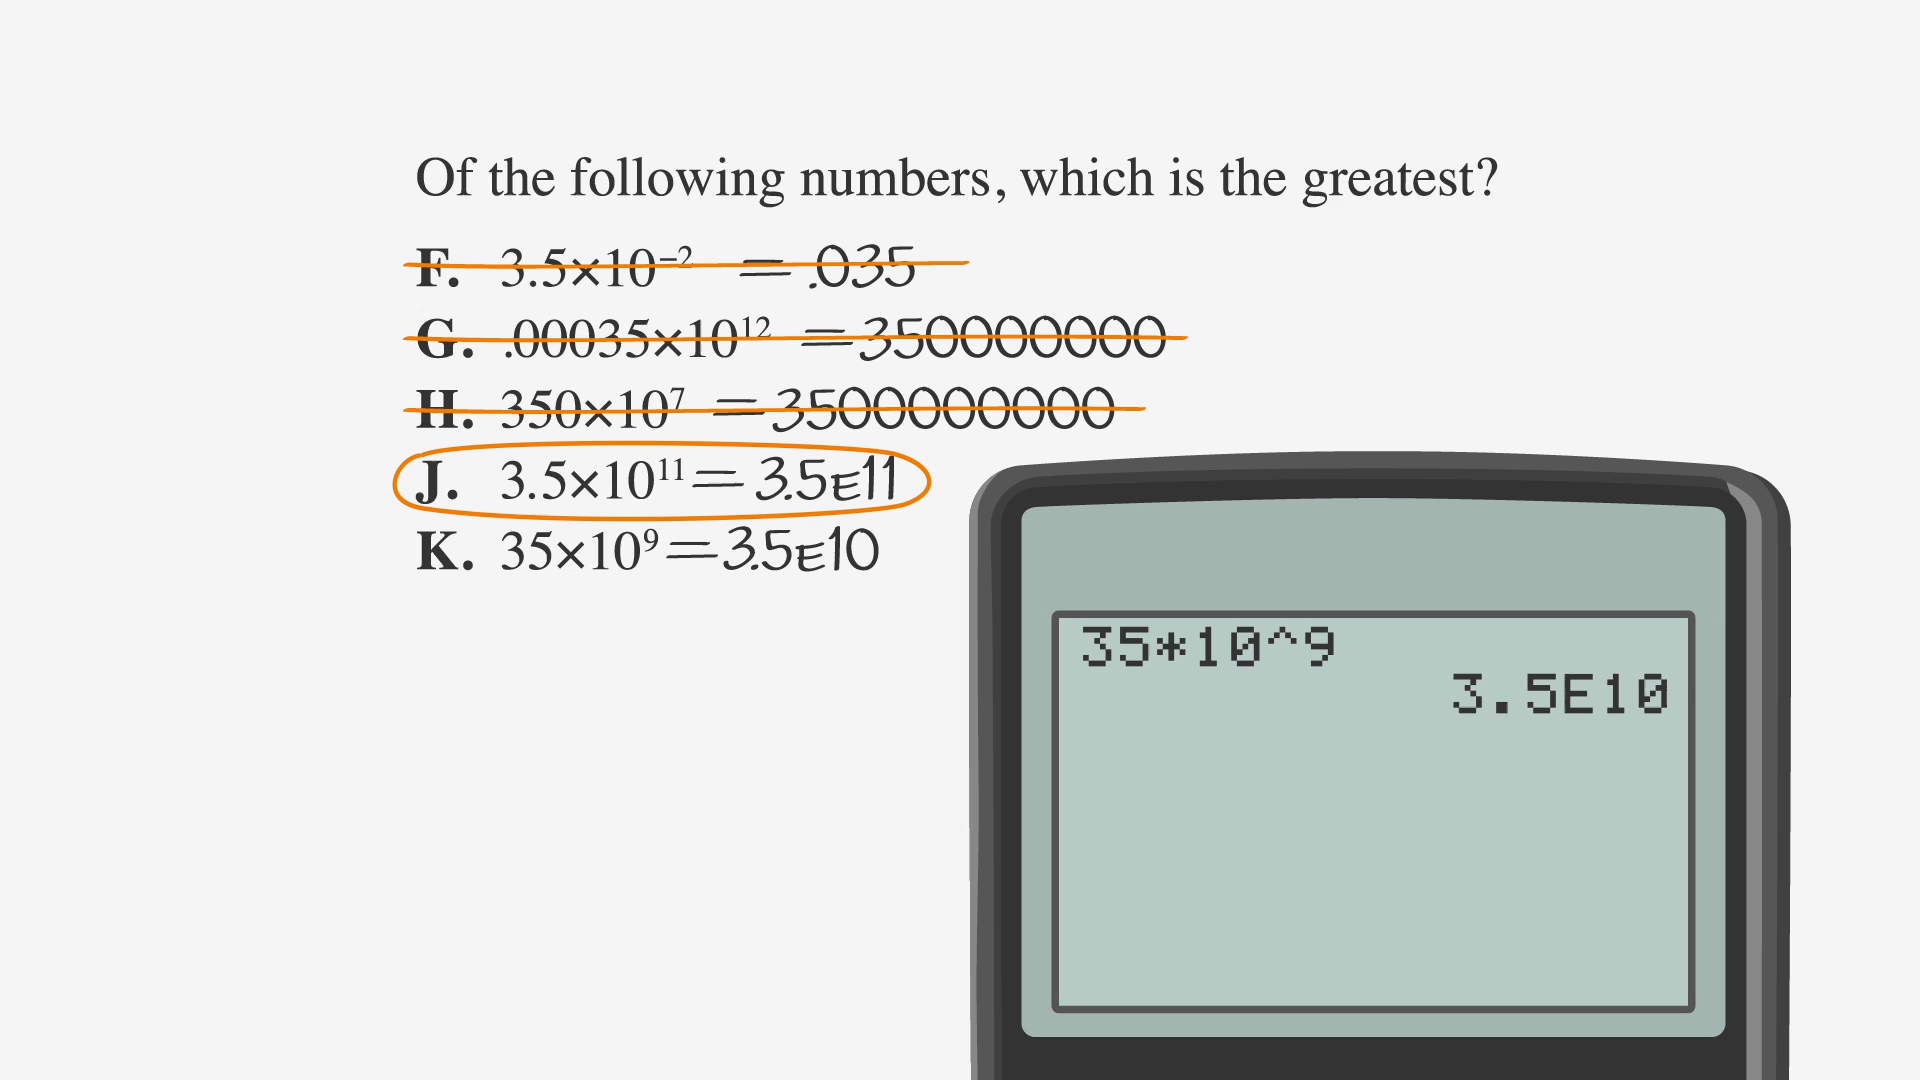 Of the following numbers, which is the greatest?
F. 3.5×10⁻² = .035
G. .00035×10¹² = 350000000
H. 350×10⁷ = 3500000000
J. 3.5×10¹¹ = 3.5E11
K. 35×10⁹ = 3.5E10
35*10^9
3.5E10